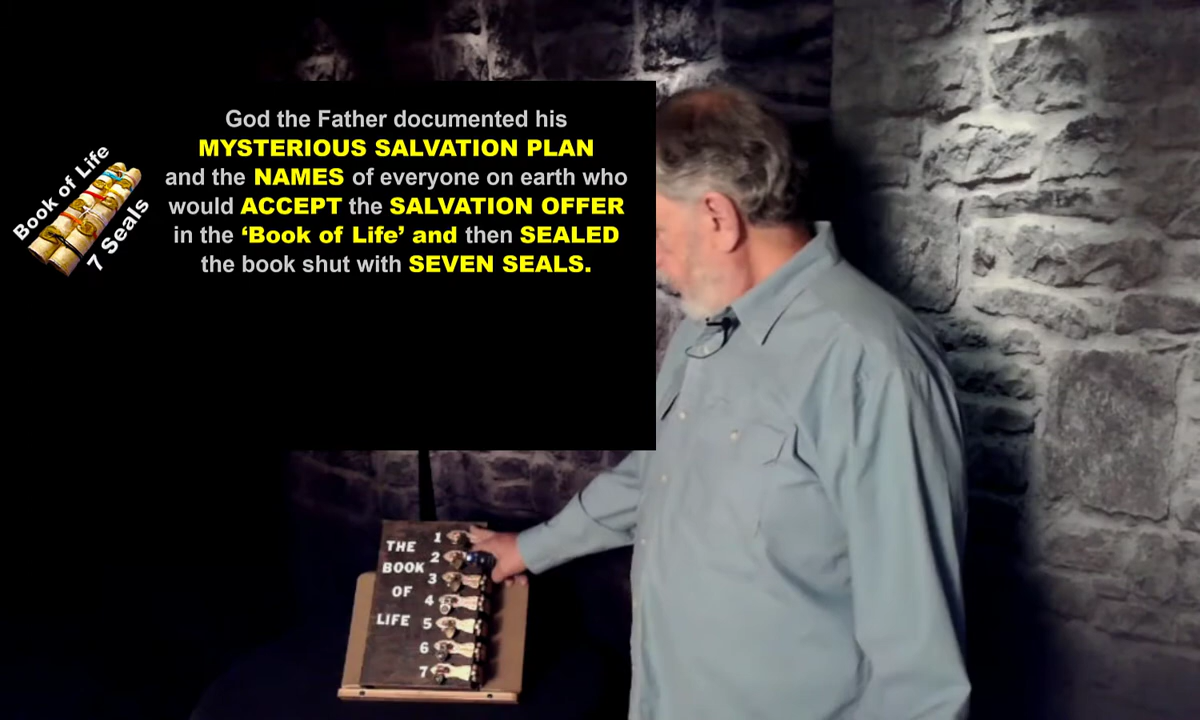 God the Father documented his
MYSTERIOUS SALVATION PLAN
and the NAMES of everyone on earth who
would ACCEPT the SALVATION OFFER
in the ‘Book of Life’ and then SEALED
the book shut with SEVEN SEALS.
Book of Life
7 Seals
THE
BOOK
OF
LIFE
1
2
3
4
5
6
7